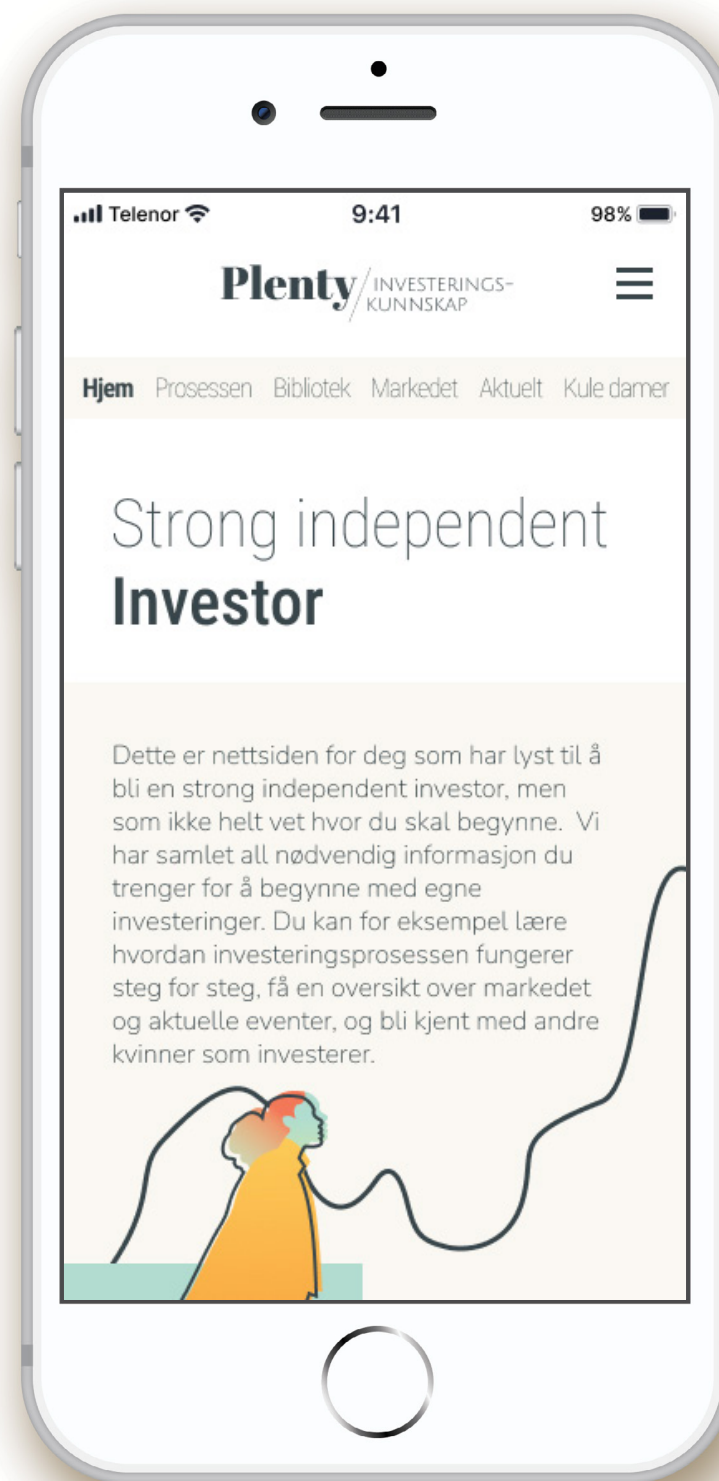 Telenor 9:41 98%
Plenty INVESTERINGS-
KUNNSKAP
Hjem Prosessen Bibliotek Markedet Aktuelt Kule damer
Strong independent
Investor
Dette er nettsiden for deg som har lyst til å
bli en strong independent investor, men
som ikke helt vet hvor du skal begynne.  Vi
har samlet all nødvendig informasjon du
trenger for å begynne med egne
investeringer. Du kan for eksempel lære
hvordan investeringsprosessen fungerer
steg for steg, få en oversikt over markedet
og aktuelle eventer, og bli kjent med andre
kvinner som investerer.